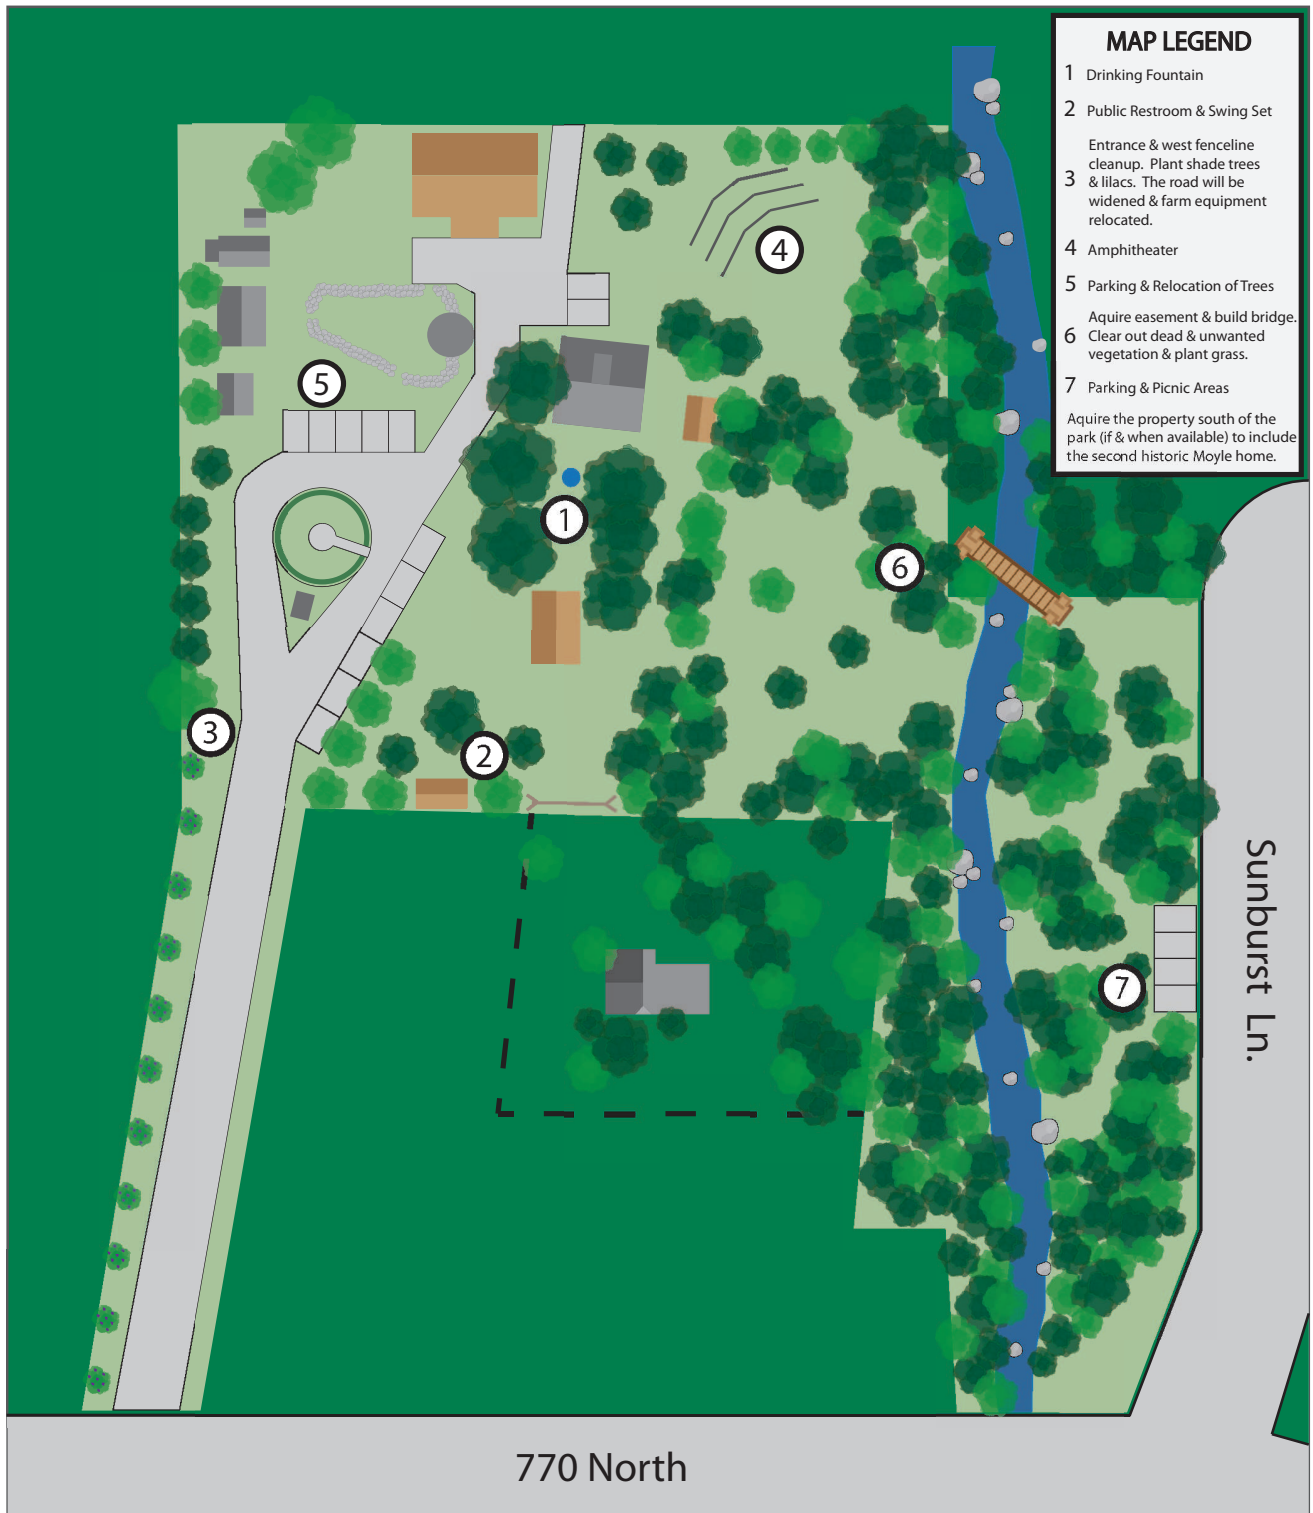 MAP LEGEND
1 Drinking Fountain
2 Public Restroom & Swing Set
Entrance & west fenceline
cleanup. Plant shade trees
3 & lilacs. The road will be
widened & farm equipment
relocated.
4 Amphitheater
5 Parking & Relocation of Trees
Aquire easement & build bridge.
6 Clear out dead & unwanted
vegetation & plant grass.
7 Parking & Picnic Areas
Aquire the property south of the
park (if & when available) to include
the second historic Moyle home.
4
5
1
6
3
2
7
Sunburst Ln.
770 North